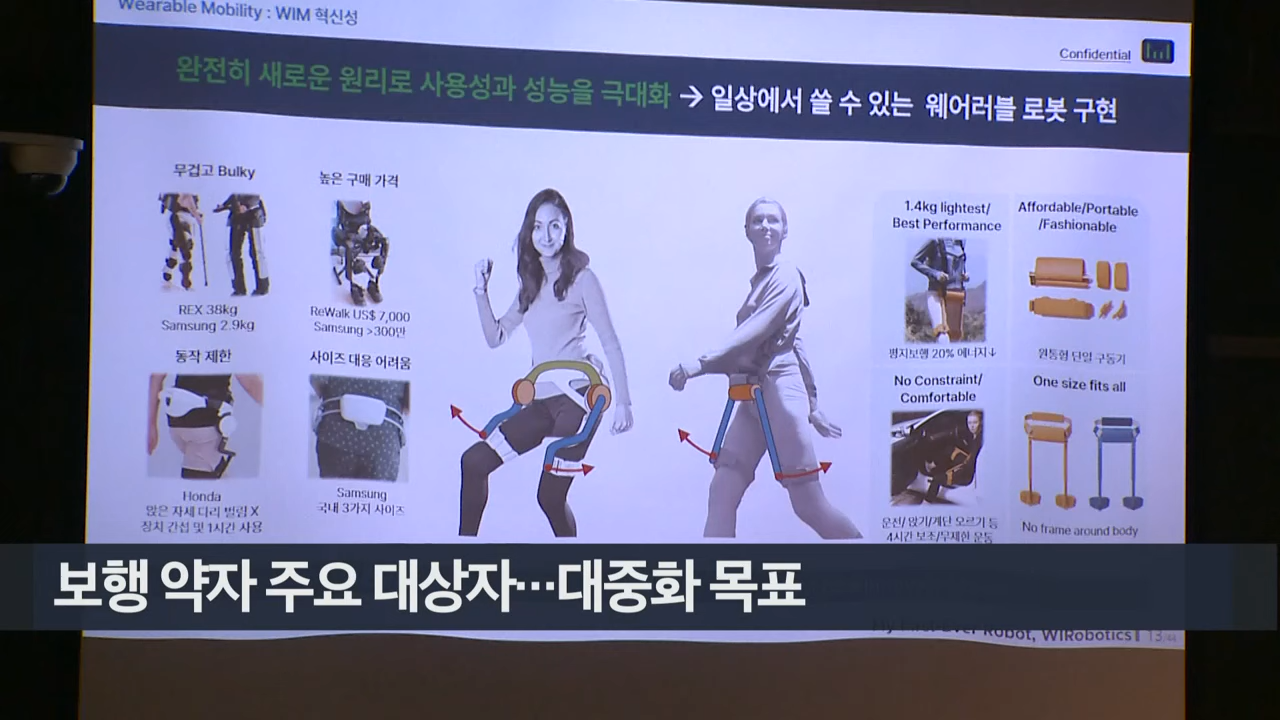 Wearable Mobility : WIM 혁신성
Confidential
완전히 새로운 원리로 사용성과 성능을 극대화 → 일상에서 쓸 수 있는 웨어러블 로봇 구현
무겁고 Bulky
REX 38kg
Samsung 2.9kg
높은 구매 가격
ReWalk US$ 7,000
Samsung >300만
동작 제한
Honda
앉은 자세 다리 벌림 X
장치 간섭 및 1시간 사용
사이즈 대응 어려움
Samsung
국내 3가지 사이즈
1.4kg lightest/
Best Performance
평지보행 20% 에너지↓
Affordable/Portable
/Fashionable
원통형 단일 구동기
No Constraint/
Comfortable
운전/ 앉기/계단 오르기 등
4시간 보조/무제한 운동
One size fits all
No frame around body
보행 약자 주요 대상자…대중화 목표
Robot, WIRobotics
13